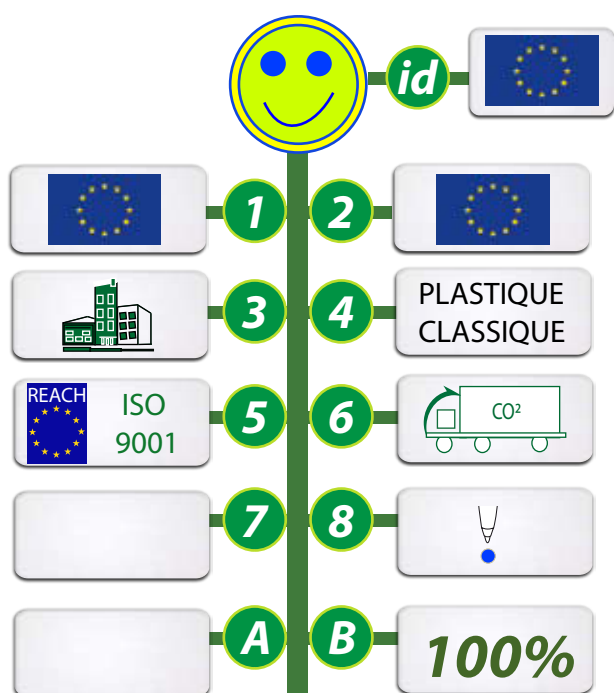 id
1
2
3
4
PLASTIQUE
CLASSIQUE
REACH
ISO
9001
5
6
CO²
7
8
A
B
100%